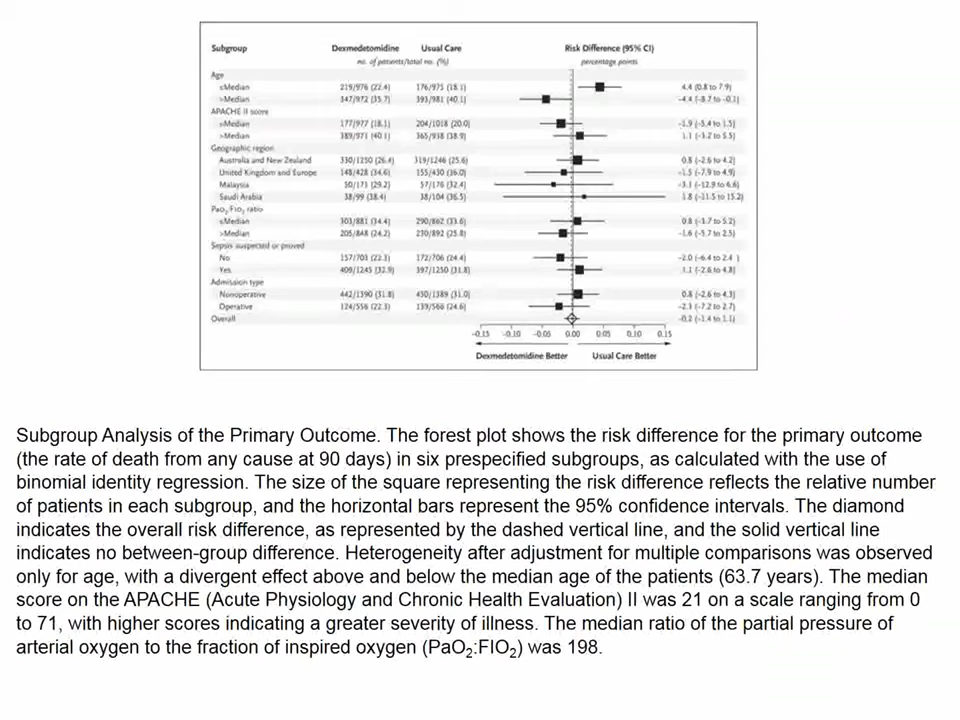 Subgroup Dexmedetomidine Usual Care Risk Difference (95% CI)
no. of patients/total no. (%) percentage points
Age
≤Median 219/976 (22.4) 176/975 (18.1) 4.4 (0.8 to 7.9)
>Median 347/972 (35.7) 393/981 (40.1) -4.4 (-8.7 to -0.1)
APACHE II score
≤Median 177/977 (18.1) 204/1018 (20.0) -1.9 (-5.4 to 1.5)
>Median 389/971 (40.1) 365/938 (38.9) 1.1 (-3.2 to 5.5)
Geographic region
Australia and New Zealand 330/1250 (26.4) 319/1246 (25.6) 0.8 (-2.6 to 4.2)
United Kingdom and Europe 148/428 (34.6) 155/430 (36.0) -1.5 (-7.9 to 4.9)
Malaysia 50/171 (29.2) 57/176 (32.4) -3.1 (-12.9 to 6.6)
Saudi Arabia 38/99 (38.4) 38/104 (36.5) 1.8 (-11.5 to 15.2)
PaO2:FIO2 ratio
≤Median 303/881 (34.4) 290/862 (33.6) 0.8 (-3.7 to 5.2)
>Median 205/848 (24.2) 230/892 (25.8) -1.6 (-5.7 to 2.5)
Sepsis suspected or proved
No 157/703 (22.3) 172/706 (24.4) -2.0 (-6.4 to 2.4)
Yes 409/1245 (32.9) 397/1250 (31.8) 1.1 (-2.6 to 4.8)
Admission type
Nonoperative 442/1390 (31.8) 430/1389 (31.0) 0.8 (-2.6 to 4.3)
Operative 124/556 (22.3) 139/566 (24.6) -2.3 (-7.2 to 2.7)
Overall -0.2 (-1.4 to 1.1)
-0.15 -0.10 -0.05 0.00 0.05 0.10 0.15
Dexmedetomidine Better Usual Care Better
Subgroup Analysis of the Primary Outcome. The forest plot shows the risk difference for the primary outcome
(the rate of death from any cause at 90 days) in six prespecified subgroups, as calculated with the use of
binomial identity regression. The size of the square representing the risk difference reflects the relative number
of patients in each subgroup, and the horizontal bars represent the 95% confidence intervals. The diamond
indicates the overall risk difference, as represented by the dashed vertical line, and the solid vertical line
indicates no between-group difference. Heterogeneity after adjustment for multiple comparisons was observed
only for age, with a divergent effect above and below the median age of the patients (63.7 years). The median
score on the APACHE (Acute Physiology and Chronic Health Evaluation) II was 21 on a scale ranging from 0
to 71, with higher scores indicating a greater severity of illness. The median ratio of the partial pressure of
arterial oxygen to the fraction of inspired oxygen (PaO2:FIO2) was 198.